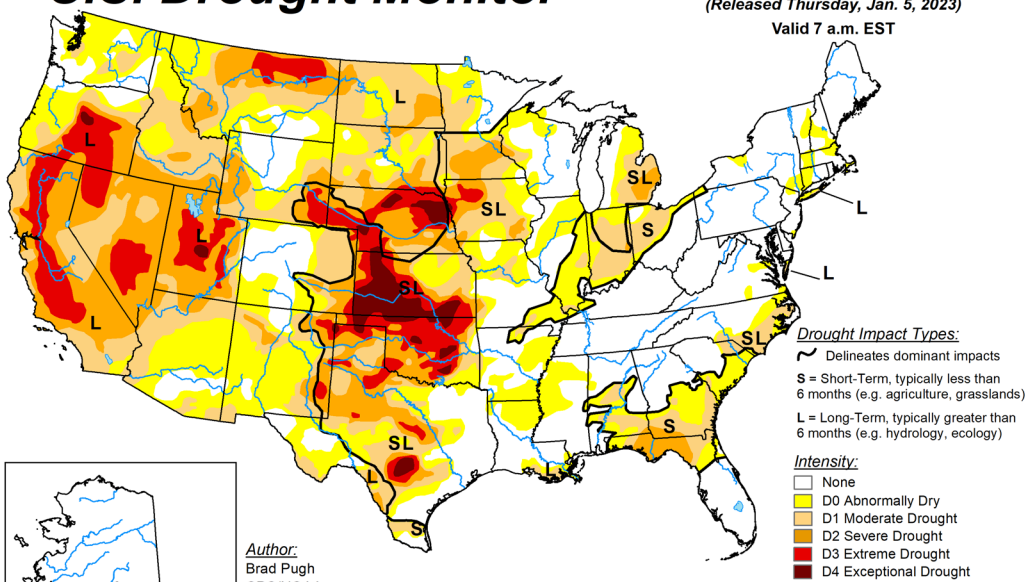 U.S. Drought Monitor
(Released Thursday, Jan. 5, 2023)
Valid 7 a.m. EST
L
L
SL
SL
S
L
L
L
SL
L
SL
S
SL
L
L
S
Drought Impact Types:
Delineates dominant impacts
S = Short-Term, typically less than
6 months (e.g. agriculture, grasslands)
L = Long-Term, typically greater than
6 months (e.g. hydrology, ecology)
Intensity:
None
D0 Abnormally Dry
D1 Moderate Drought
D2 Severe Drought
D3 Extreme Drought
D4 Exceptional Drought
Author:
Brad Pugh